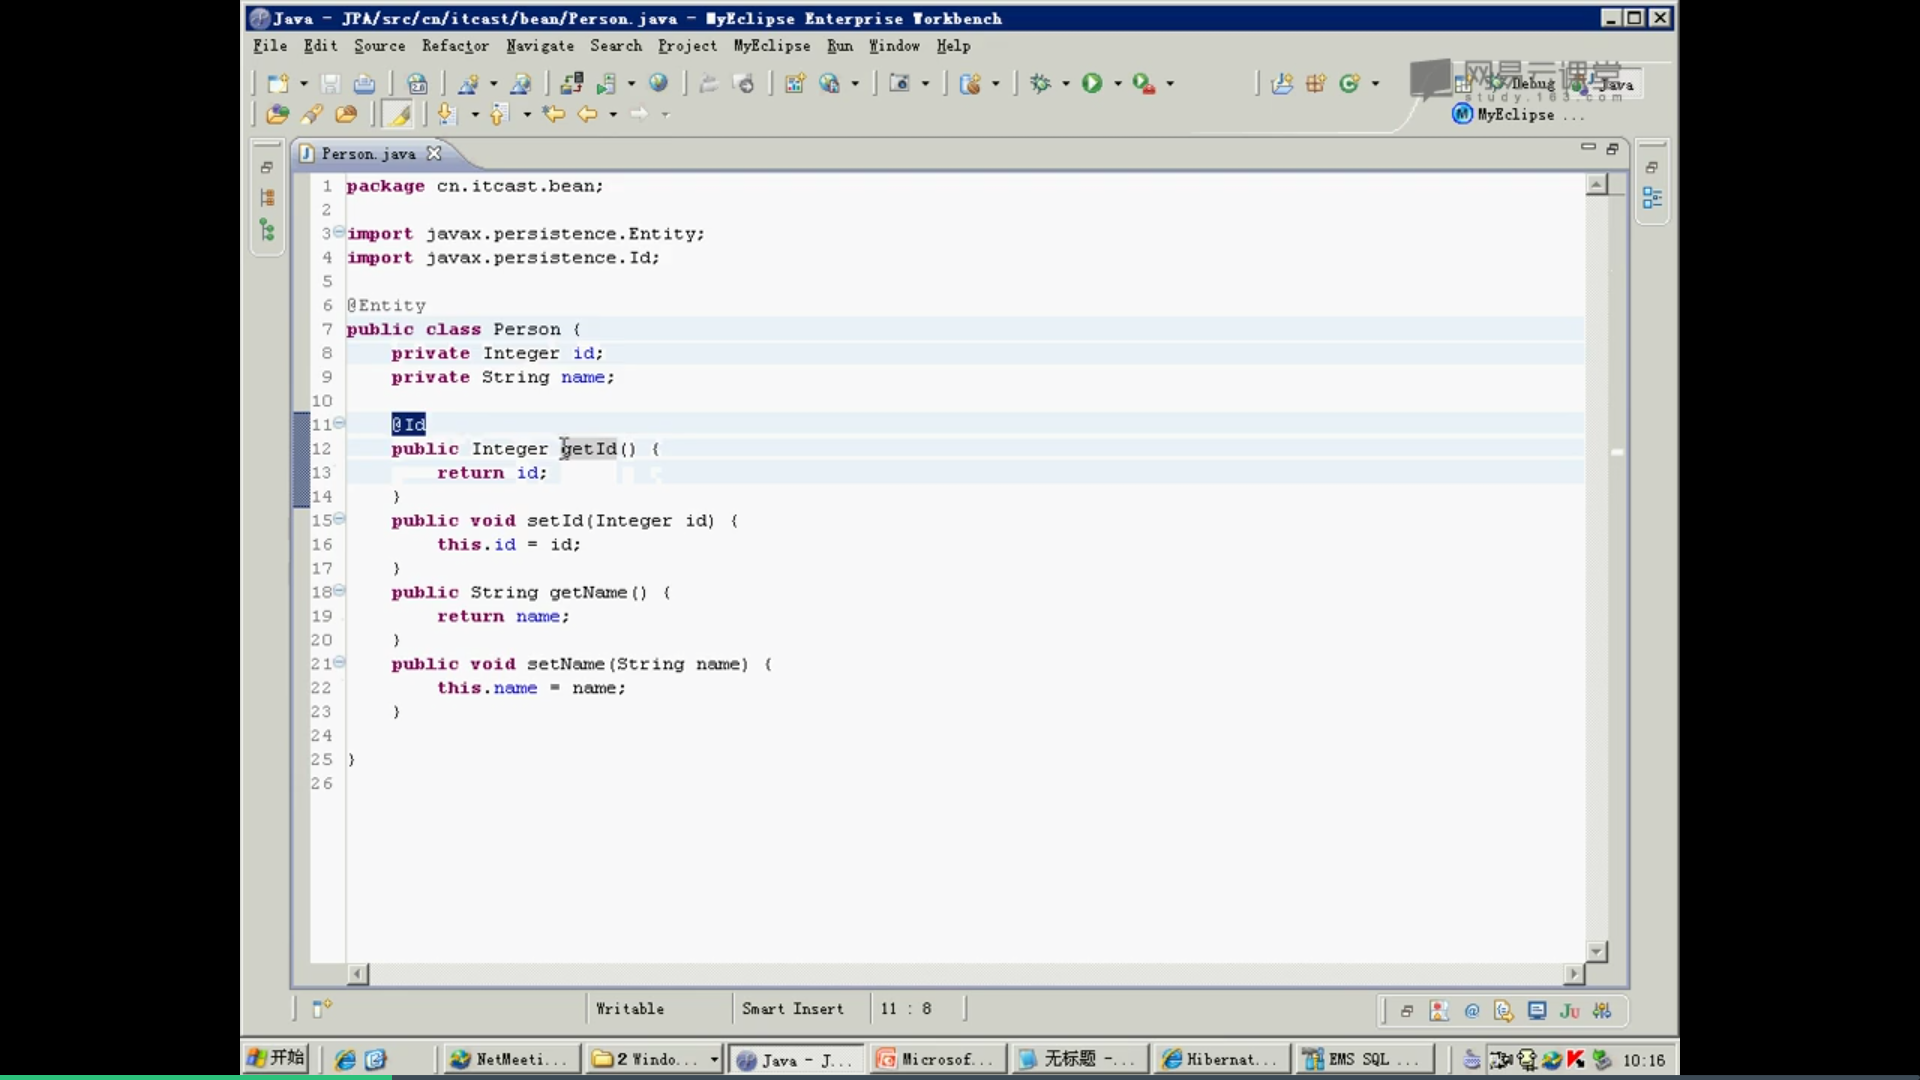 Java - JPA/src/cn/itcast/bean/Person.java - MyEclipse Enterprise Workbench
File Edit Source Refactor Navigate Search Project MyEclipse Run Window Help
网易云课堂
Debug Java
study.163.com
MyEclipse ...
Person.java
1 package cn.itcast.bean;
2
3 import javax.persistence.Entity;
4 import javax.persistence.Id;
5
6 @Entity
7 public class Person {
8 private Integer id;
9 private String name;
10
11 @Id
12 public Integer getId() {
13 return id;
14 }
15 public void setId(Integer id) {
16 this.id = id;
17 }
18 public String getName() {
19 return name;
20 }
21 public void setName(String name) {
22 this.name = name;
23 }
24
25 }
26
Writable Smart Insert 11 : 8
开始 NetMeeti... 2 Windo... Java - J... Microsof... 无标题 -... Hibernat... EMS SQL ... 10:16